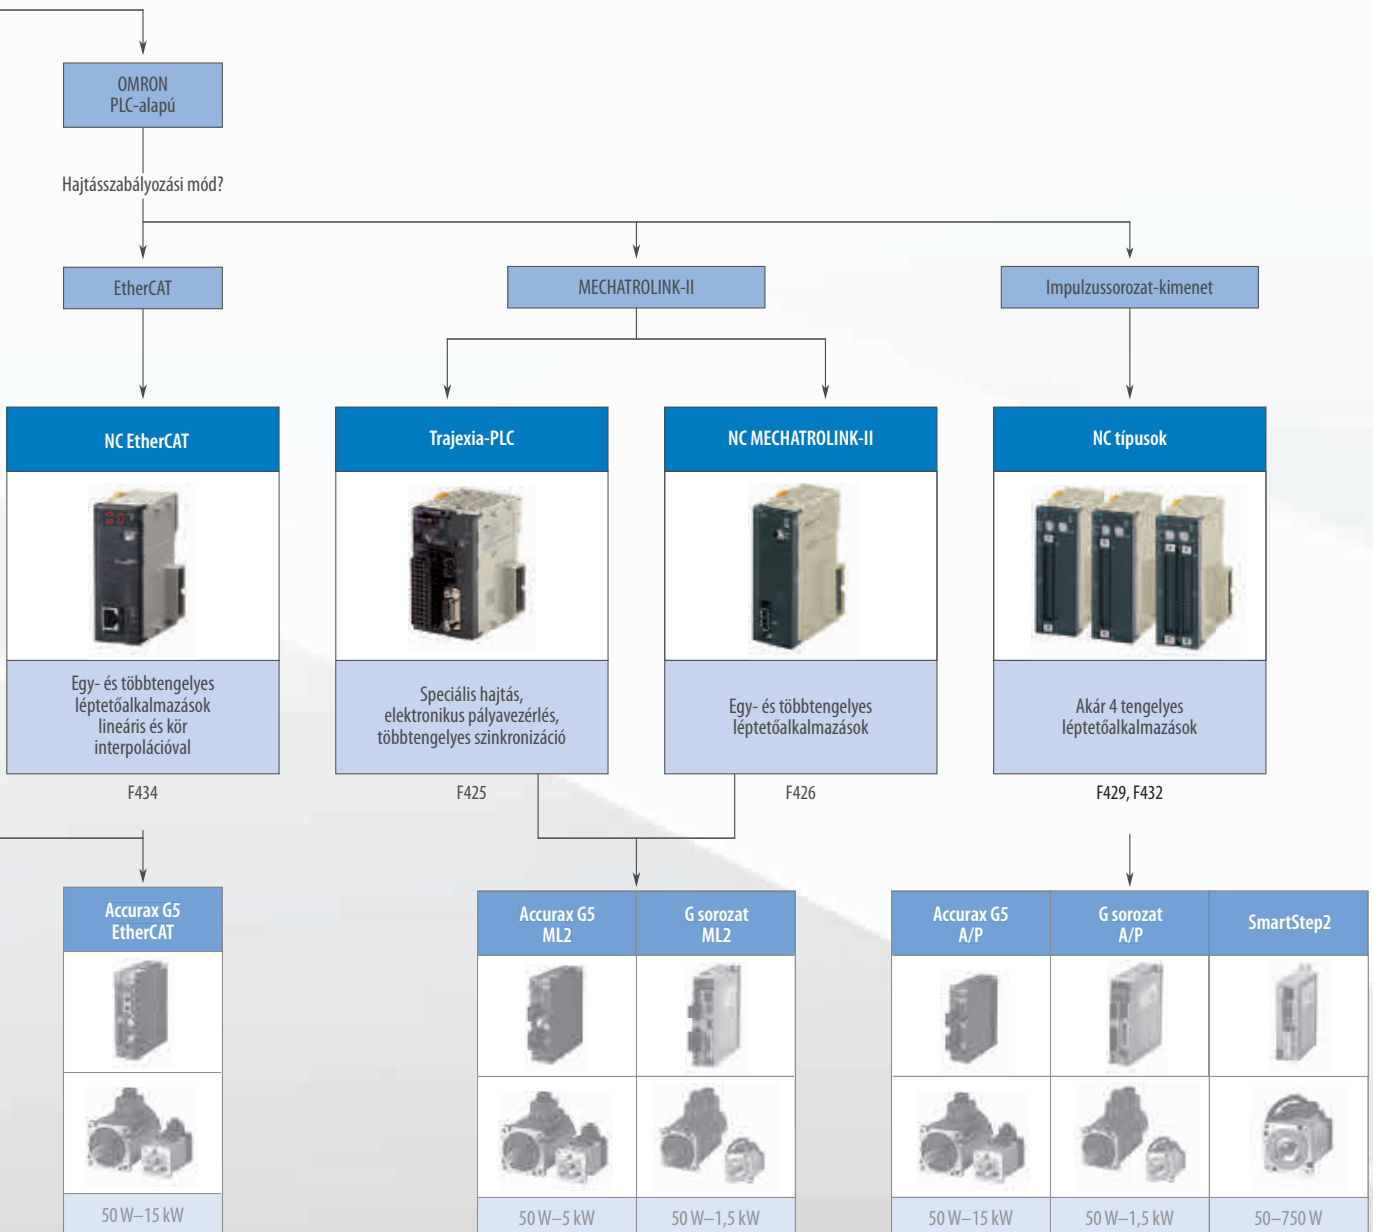 OMRON
PLC-alapú
Hajtásszabályozási mód?
EtherCAT
MECHATROLINK-II
Impulzussorozat-kimenet
NC EtherCAT
Trajexia-PLC
NC MECHATROLINK-II
NC típusok
Egy- és többtengelyes
léptetőalkalmazások
lineáris és kör
interpolációval
Speciális hajtás,
elektronikus pályavezérlés,
többtengelyes szinkronizáció
Egy- és többtengelyes
léptetőalkalmazások
Akár 4 tengelyes
léptetőalkalmazások
F434
F425
F426
F429, F432
Accurax G5
EtherCAT
Accurax G5
ML2
G sorozat
ML2
Accurax G5
A/P
G sorozat
A/P
SmartStep2
50 W–15 kW
50 W–5 kW
50 W–1,5 kW
50 W–15 kW
50 W–1,5 kW
50–750 W